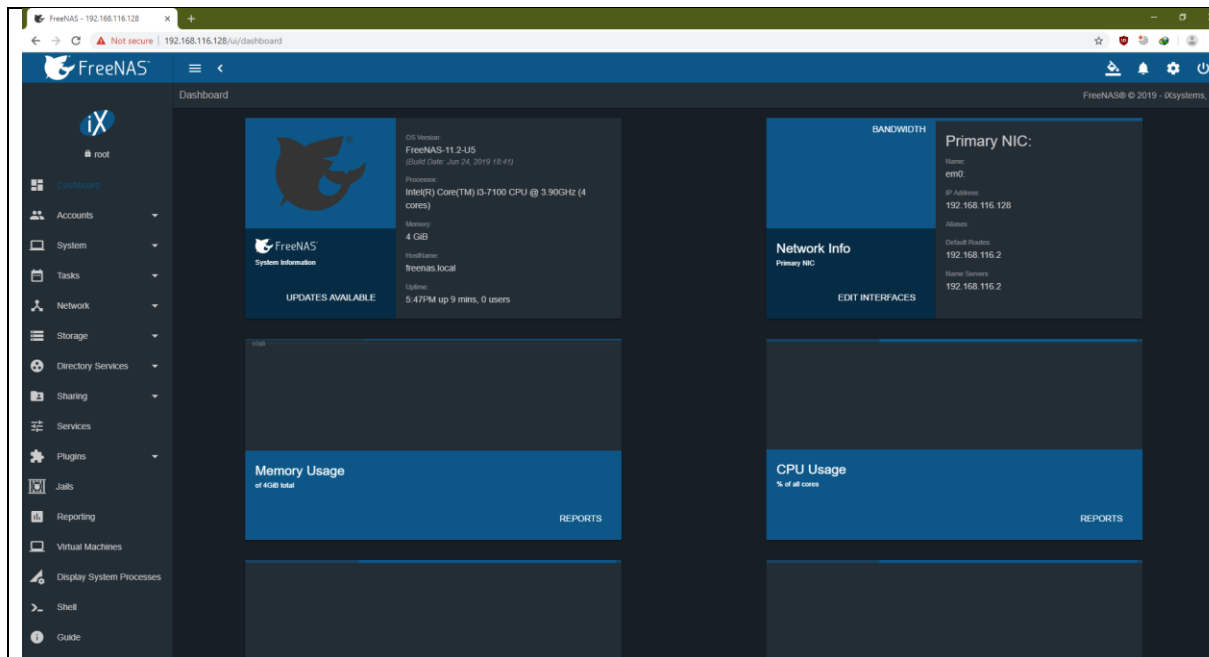 FreeNAS - 192.168.116.128
Not secure | 192.168.116.128/ui/dashboard
FreeNAS
Dashboard
FreeNAS® © 2019 - iXsystems,
iX
root
Dashboard
Accounts
System
Tasks
Network
Storage
Directory Services
Sharing
Services
Plugins
Jails
Reporting
Virtual Machines
Display System Processes
Shell
Guide
FreeNAS
System Information
UPDATES AVAILABLE
OS Version:
FreeNAS-11.2-U5
(Build Date: Jun 24, 2019 18:41)
Processor:
Intel(R) Core(TM) i3-7100 CPU @ 3.90GHz (4
cores)
Memory:
4 GiB
HostName:
freenas.local
Uptime:
5:47PM up 9 mins, 0 users
BANDWIDTH
Network Info
Primary NIC
EDIT INTERFACES
Primary NIC:
Name:
em0:
IP Address:
192.168.116.128
Aliases:
Default Routes:
192.168.116.2
Name Servers:
192.168.116.2
Memory Usage
of 4GiB total
REPORTS
CPU Usage
% of all cores
REPORTS